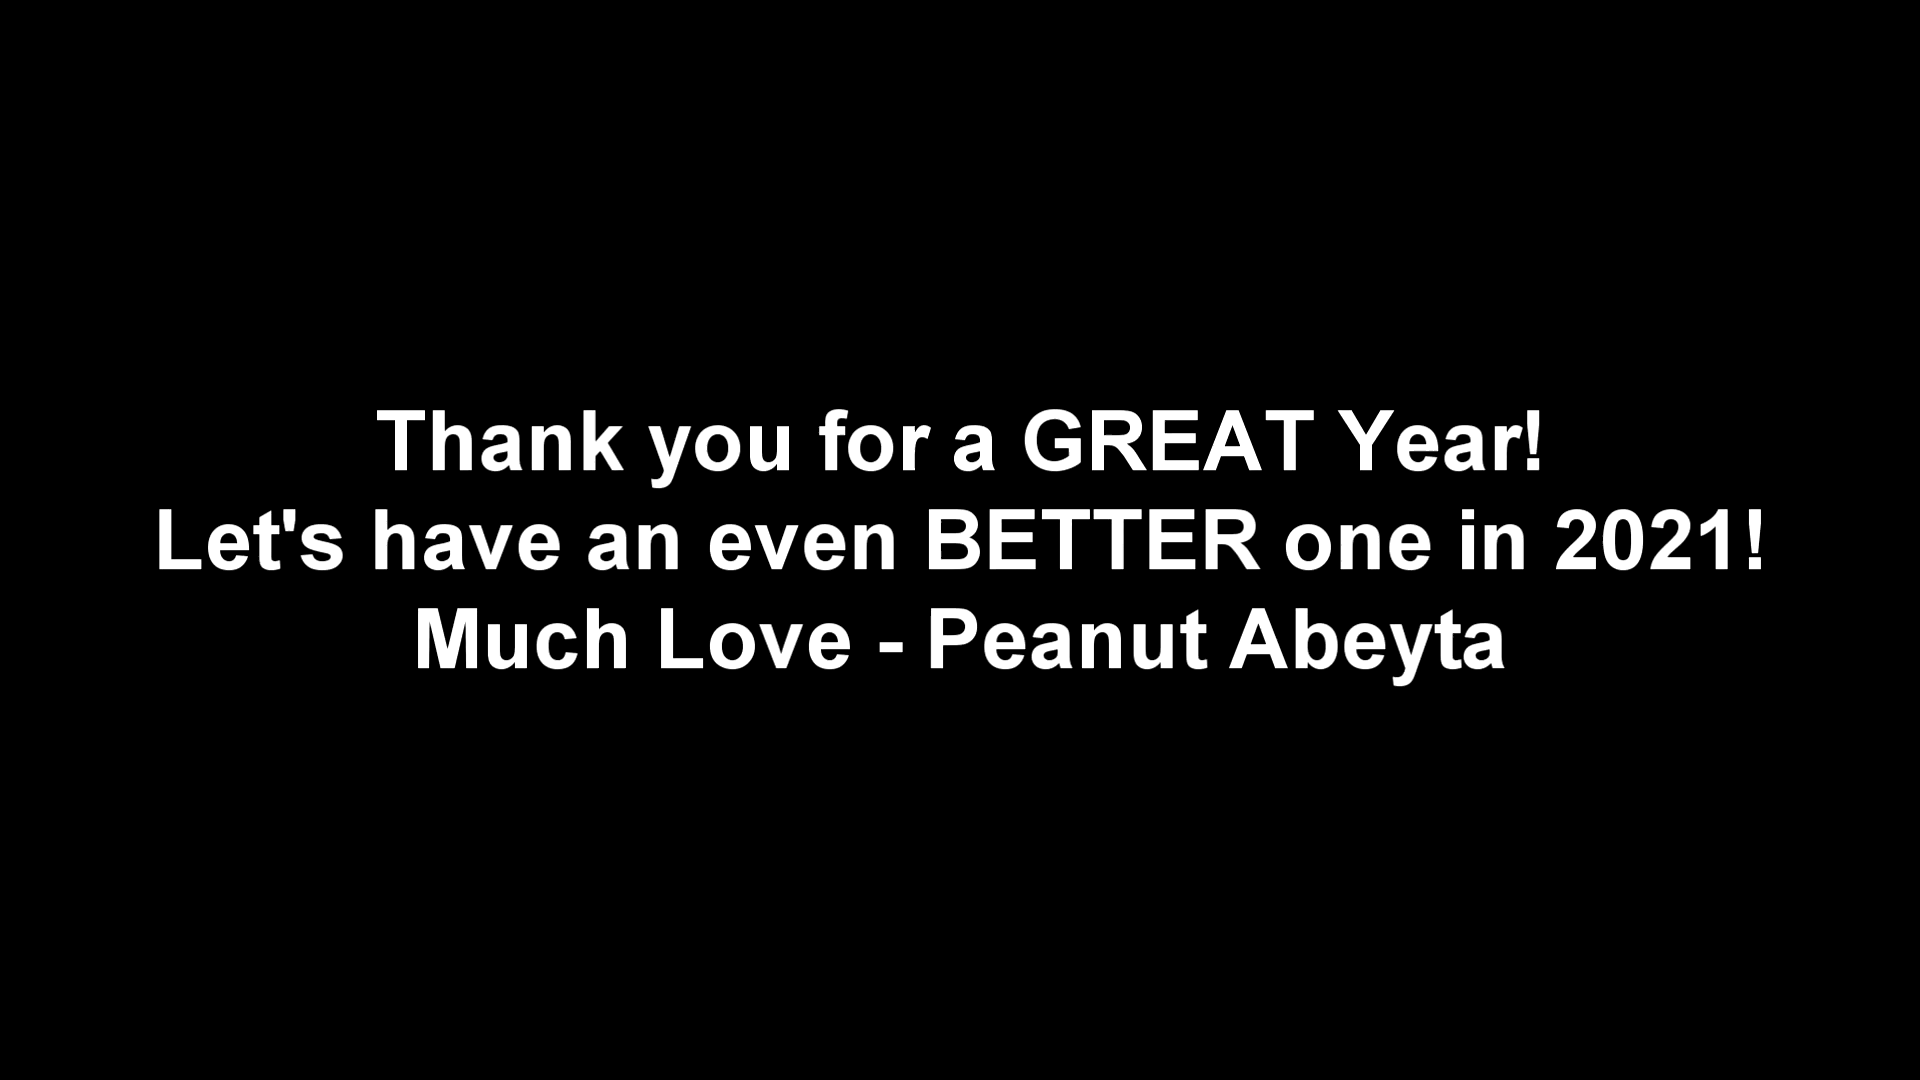 Thank you for a GREAT Year!
Let's have an even BETTER one in 2021!
Much Love - Peanut Abeyta